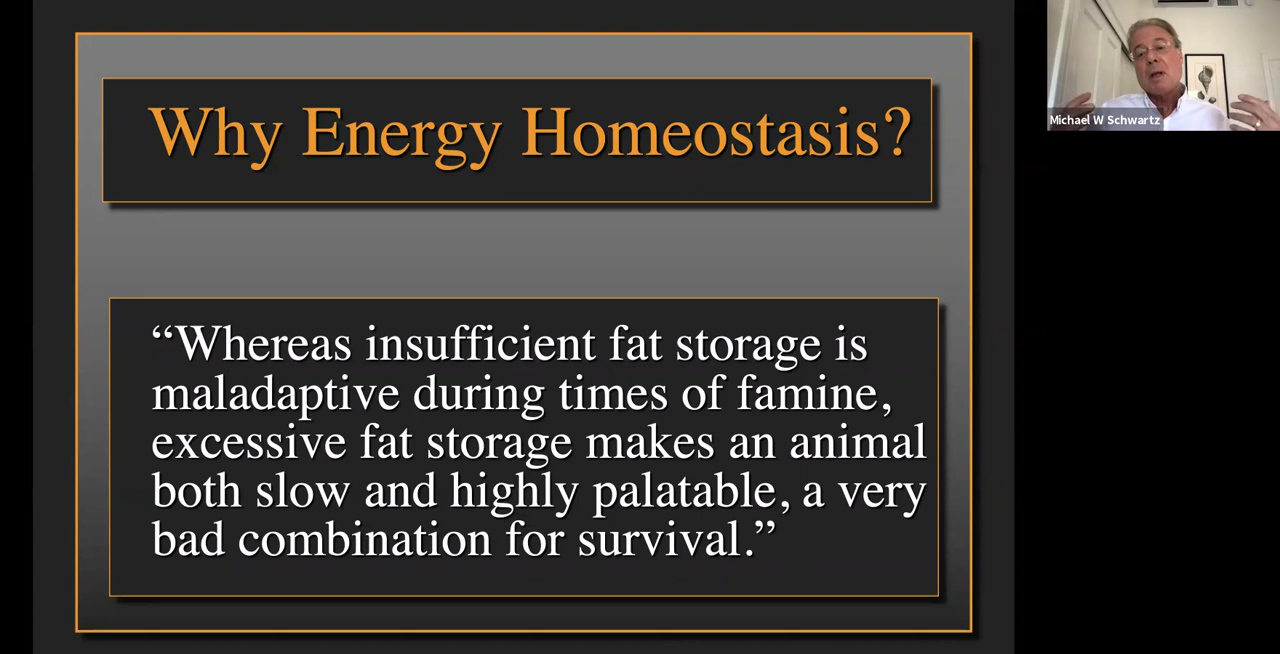 Why Energy Homeostasis?
“Whereas insufficient fat storage is
maladaptive during times of famine,
excessive fat storage makes an animal
both slow and highly palatable, a very
bad combination for survival.”
Michael W Schwartz